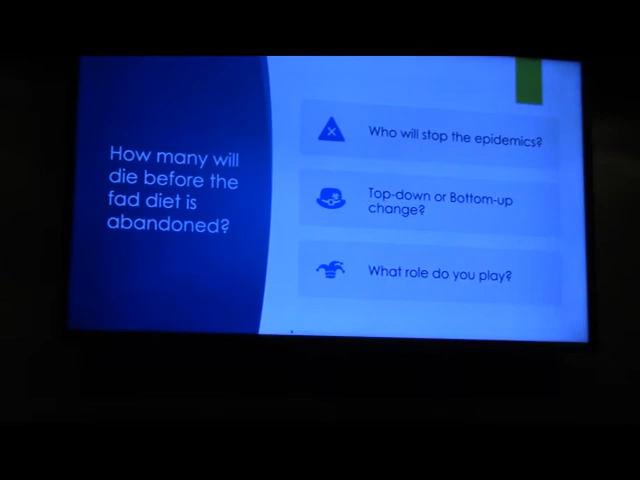 How many will
die before the
fad diet is
abandoned?
Who will stop the epidemics?
Top-down or Bottom-up
change?
What role do you play?